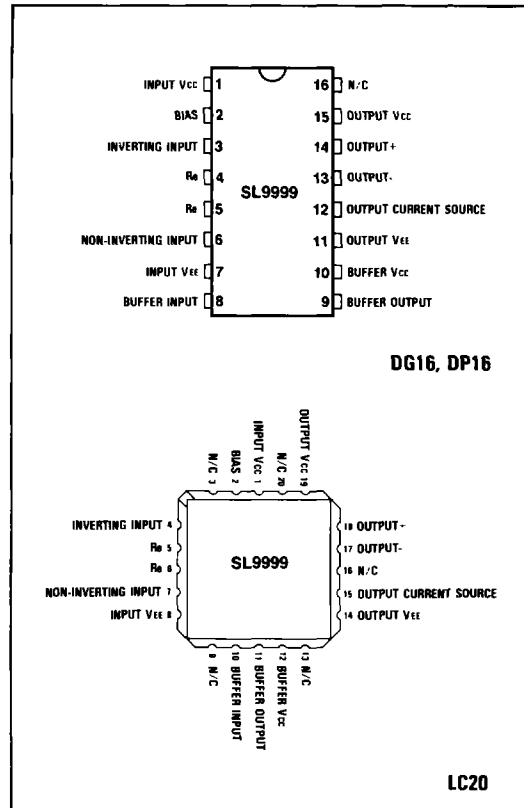 INPUT Vcc 1 16 N/C
BIAS 2 15 OUTPUT Vcc
INVERTING INPUT 3 14 OUTPUT+
Re 4 13 OUTPUT-
SL9999
Re 5 12 OUTPUT CURRENT SOURCE
NON-INVERTING INPUT 6 11 OUTPUT VEE
INPUT VEE 7 10 BUFFER Vcc
BUFFER INPUT 8 9 BUFFER OUTPUT
DG16, DP16
N/C 3
BIAS 2
INPUT Vcc 1
N/C 20
OUTPUT Vcc 19
INVERTING INPUT 4 18 OUTPUT+
Re 5 17 OUTPUT-
Re 6 SL9999 16 N/C
NON-INVERTING INPUT 7 15 OUTPUT CURRENT SOURCE
INPUT VEE 8 14 OUTPUT VEE
9 N/C
10 BUFFER INPUT
11 BUFFER OUTPUT
12 BUFFER Vcc
13 N/C
LC20